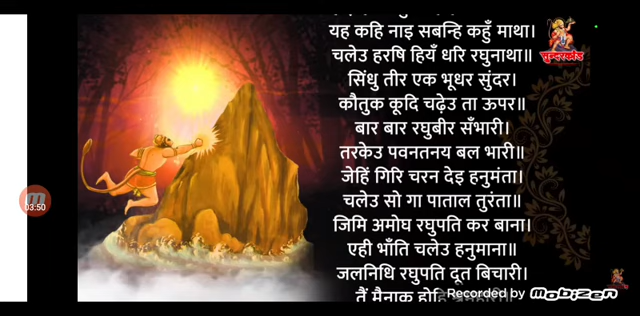 यह कहि नाइ सबन्हि कहुँ माथा।
चलेउ हरषि हियँ धरि रघुनाथा॥
सिंधु तीर एक भूधर सुंदर।
कौतुक कूदि चढ़ेउ ता ऊपर॥
बार बार रघुबीर सँभारी।
तरकेउ पवनतनय बल भारी॥
जेहिं गिरि चरन देइ हनुमंता।
चलेउ सो गा पाताल तुरंता॥
जिमि अमोघ रघुपति कर बाना।
एही भाँति चलेउ हनुमाना॥
जलनिधि रघुपति दूत बिचारी।
तैं मैनाक होहि
सुन्दरकांड
03:50
Recorded by mobizen